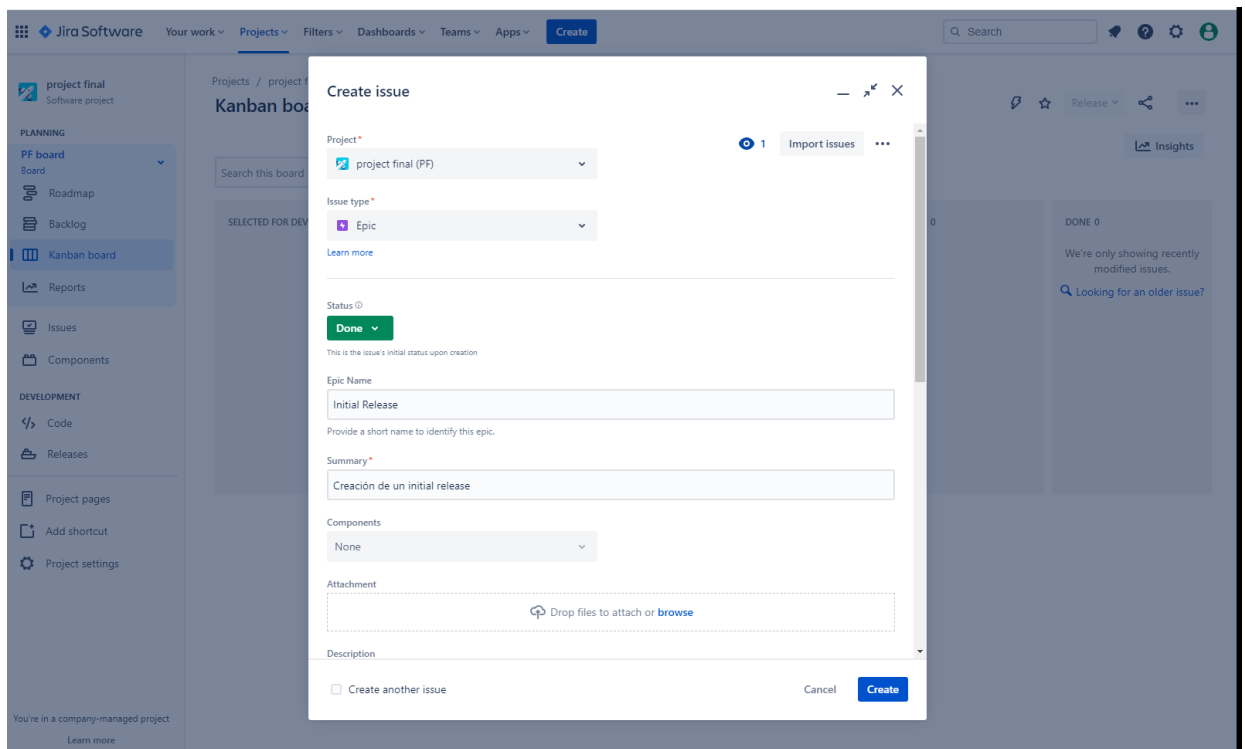 Jira Software Your work Projects Filters Dashboards Teams Apps Create Search
project final
Software project
PLANNING
PF board
Board
Roadmap
Backlog
Kanban board
Reports
Issues
Components
DEVELOPMENT
Code
Releases
Project pages
Add shortcut
Project settings
You're in a company-managed project
Learn more
Projects / project f
Kanban boa
Release
Insights
Search this board
SELECTED FOR DEV
0
DONE 0
We're only showing recently
modified issues.
Looking for an older issue?
Create issue
Project*
1 Import issues
project final (PF)
Issue type*
Epic
Learn more
Status
Done
This is the issue's initial status upon creation
Epic Name
Initial Release
Provide a short name to identify this epic.
Summary*
Creación de un initial release
Components
None
Attachment
Drop files to attach or browse
Description
Create another issue
Cancel Create